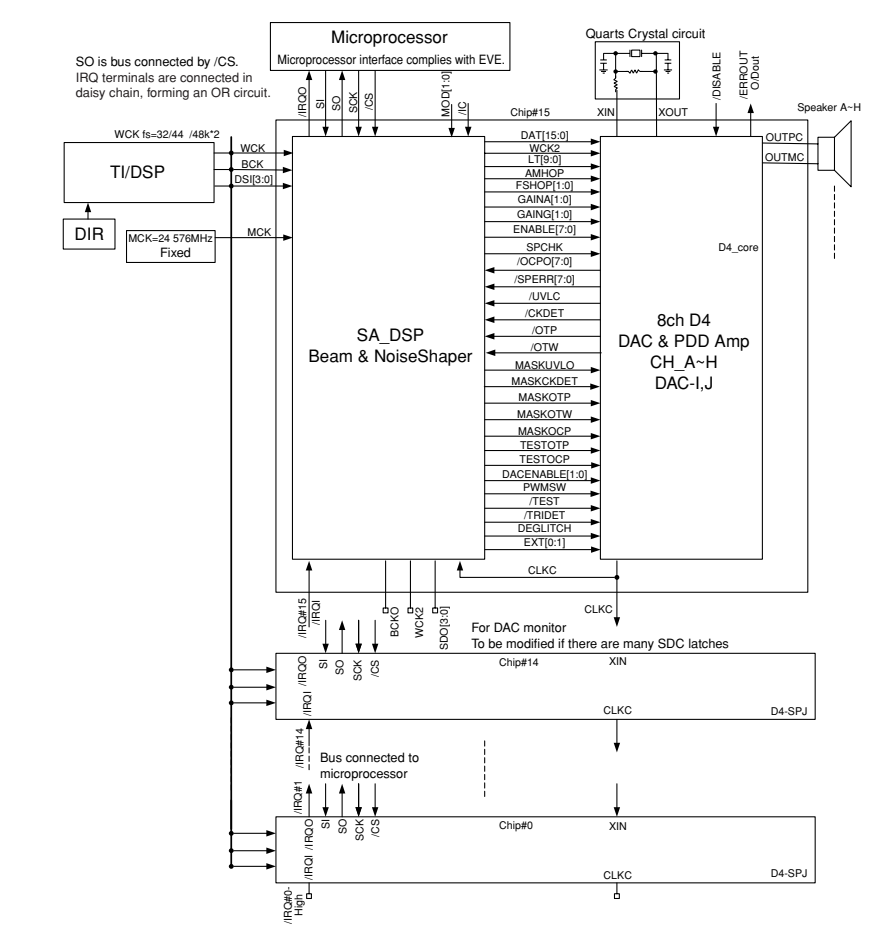 Microprocessor
Microprocessor interface complies with EVE.
Quarts Crystal circuit
SO is bus connected by /CS.
IRQ terminals are connected in
daisy chain, forming an OR circuit.
/IRQO
SI
SO
SCK
/CS
MOD[1:0]
/IC
Chip#15
XIN
XOUT
/DISABLE
/ERROUT
O/Dout
Speaker A~H
WCK fs=32/44 /48k*2
TI/DSP
WCK
BCK
DSI[3:0]
DIR
MCK=24 576MHz
Fixed
MCK
DAT[15:0]
WCK2
LT[9:0]
AMHOP
FSHOP[1:0]
GAINA[1:0]
GAING[1:0]
ENABLE[7:0]
SPCHK
/OCPO[7:0]
/SPERR[7:0]
/UVLC
/CKDET
/OTP
/OTW
MASKUVLO
MASKCKDET
MASKOTP
MASKOTW
MASKOCP
TESTOTP
TESTOCP
DACENABLE[1:0]
PWMSW
/TEST
/TRIDET
DEGLITCH
EXT[0:1]
OUTPC
OUTMC
D4_core
SA_DSP
Beam & NoiseShaper
8ch D4
DAC & PDD Amp
CH_A~H
DAC-I,J
CLKC
/IRQ#15
/IRQI
BCKO
WCK2
SDO[3:0]
CLKC
For DAC monitor
To be modified if there are many SDC latches
/IRQO
SI
SO
SCK
/CS
Chip#14
XIN
/IRQI
CLKC
D4-SPJ
/IRQ#14
Bus connected to
microprocessor
/IRQ#1
/IRQO
SI
SO
SCK
/CS
Chip#0
XIN
/IRQI
CLKC
D4-SPJ
/IRQ#0-
High